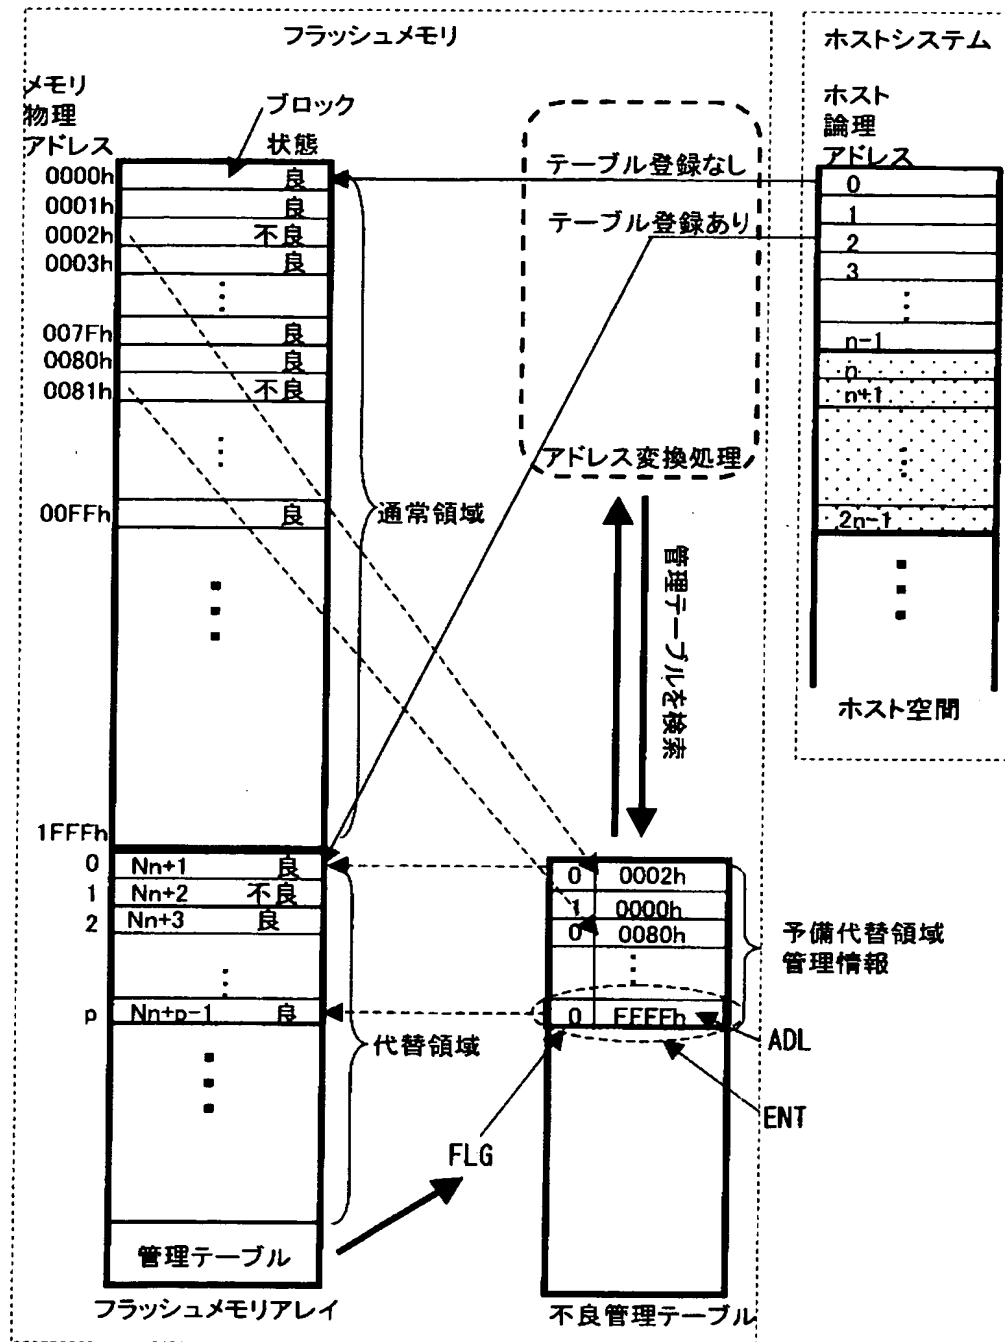 フラッシュメモリ
ホストシステム
メモリ
物理
アドレス
ブロック
状態
ホスト
論理
アドレス
0000h 良
0001h 良
0002h 不良
0003h 良
007Fh 良
0080h 良
0081h 不良
00FFh 良
1FFFh
通常領域
テーブル登録なし
テーブル登録あり
アドレス変換処理
0
1
2
3
n-1
n
n+1
2n-1
ホスト空間
管理テーブルを検索
0 Nn+1 良
1 Nn+2 不良
2 Nn+3 良
p Nn+p-1 良
代替領域
管理テーブル
フラッシュメモリアレイ
0 0002h
1 0000h
0 0080h
0 FFFFh
予備代替領域
管理情報
ADL
ENT
FLG
不良管理テーブル